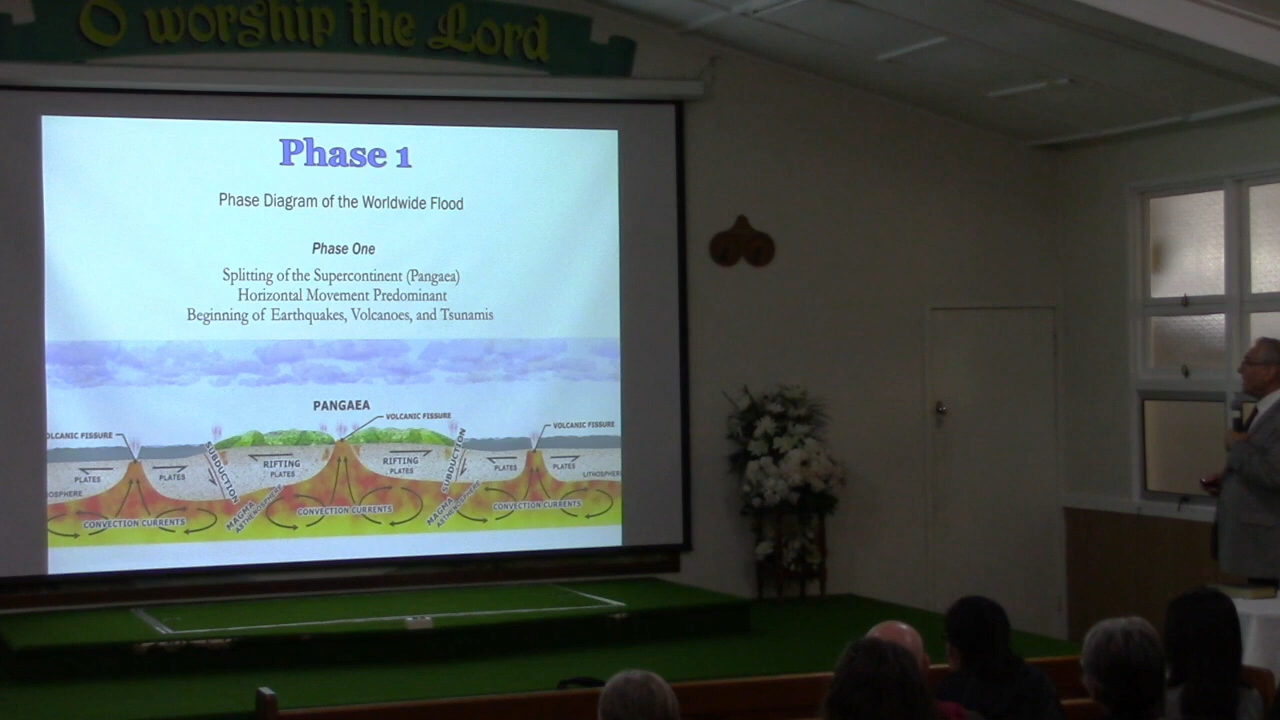 O worship the Lord
Phase 1
Phase Diagram of the Worldwide Flood
Phase One
Splitting of the Supercontinent (Pangaea)
Horizontal Movement Predominant
Beginning of Earthquakes, Volcanoes, and Tsunamis
PANGAEA
VOLCANIC FISSURE
OLCANIC FISSURE
VOLCANIC FISSURE
SUBDUCTION
SUBDUCTION
RIFTING
PLATES
RIFTING
PLATES
PLATES
PLATES
PLATES
PLATES
LITHOSPHER
OSPHERE
MAGMA
ASTHENOSPHERE
MAGMA
ASTHENOSPHERE
CONVECTION CURRENTS
CONVECTION CURRENTS
CONVECTION CURRENTS